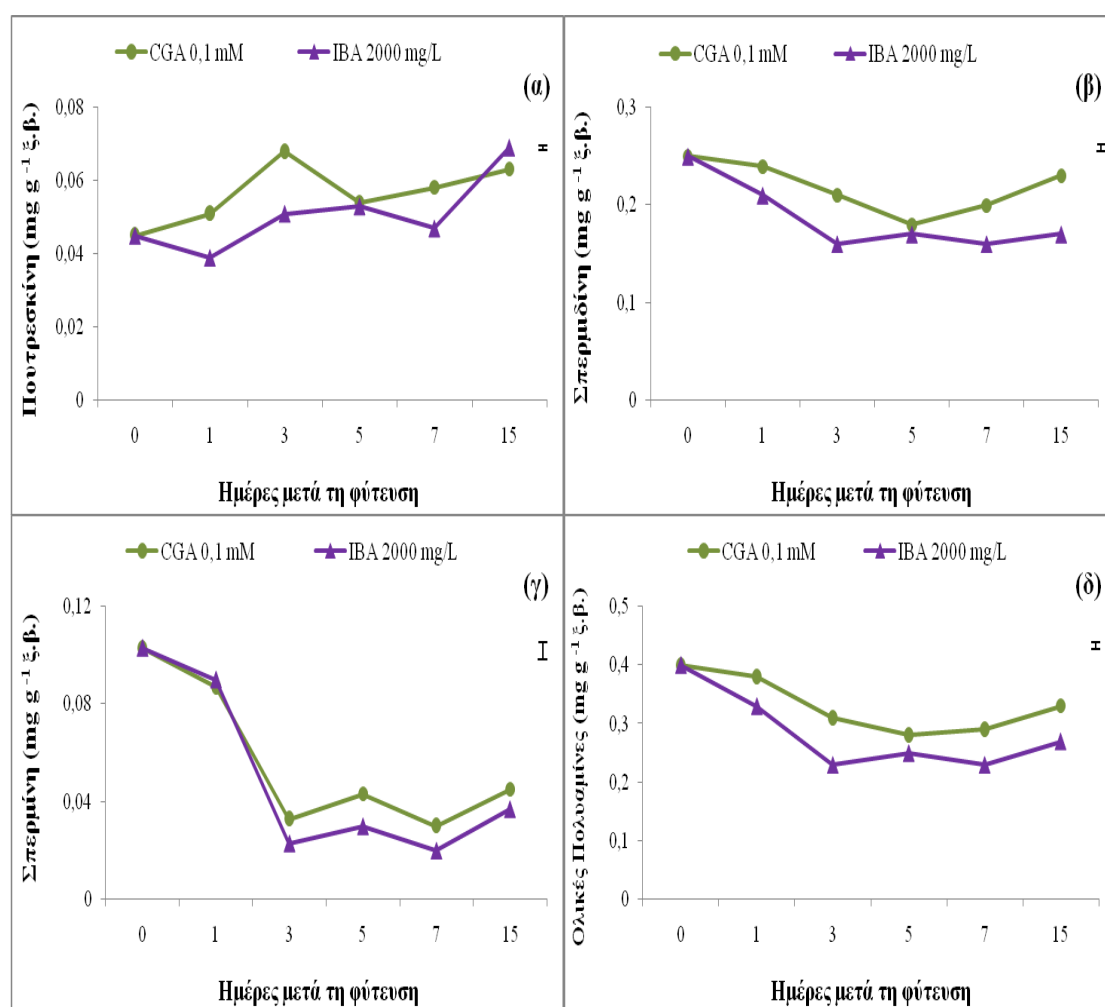 CGA 0,1 mM IBA 2000 mg/L
(α)
Πουτρεσκίνη (mg g -1 ξ.β.)
0,08
0,06
0,04
0,02
0
0 1 3 5 7 15
Ημέρες μετά τη φύτευση
CGA 0,1 mM IBA 2000 mg/L
(β)
Σπερμιδίνη (mg g -1 ξ.β.)
0,3
0,2
0,1
0
0 1 3 5 7 15
Ημέρες μετά τη φύτευση
CGA 0,1 mM IBA 2000 mg/L
(γ)
Σπερμίνη (mg g -1 ξ.β.)
0,12
0,08
0,04
0
0 1 3 5 7 15
Ημέρες μετά τη φύτευση
CGA 0,1 mM IBA 2000 mg/L
(δ)
Ολικές Πολυαμίνες (mg g -1 ξ.β.)
0,5
0,4
0,3
0,2
0,1
0
0 1 3 5 7 15
Ημέρες μετά τη φύτευση